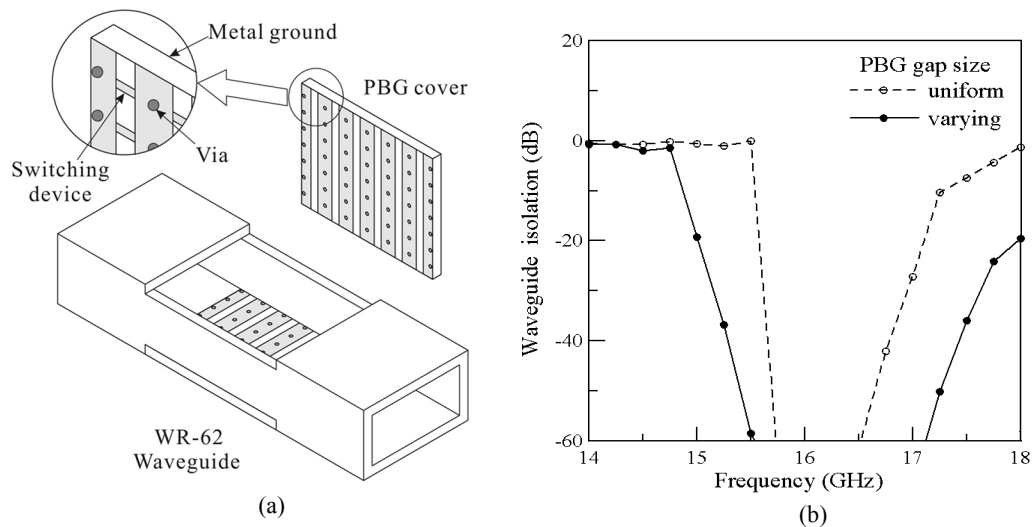 Metal ground
PBG cover
Via
Switching
device
WR-62
Waveguide
(a)
20
0
-20
-40
-60
Waveguide isolation (dB)
PBG gap size
uniform
varying
14
15
16
17
18
Frequency (GHz)
(b)